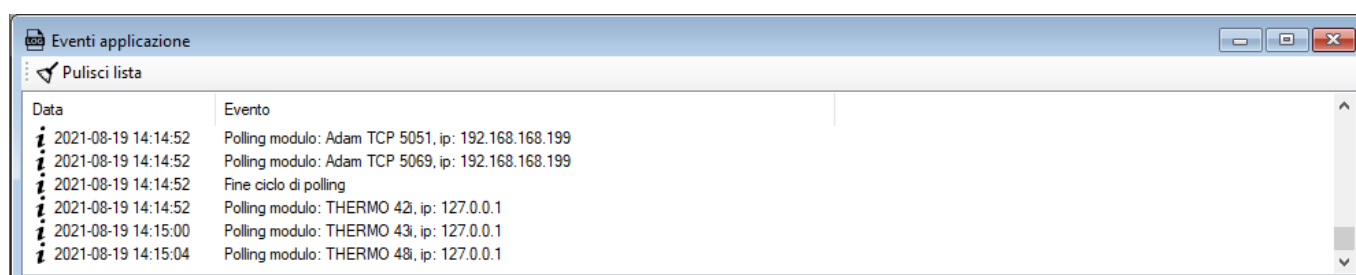 LOG Eventi applicazione
Pulisci lista
Data Evento
2021-08-19 14:14:52 Polling modulo: Adam TCP 5051, ip: 192.168.168.199
2021-08-19 14:14:52 Polling modulo: Adam TCP 5069, ip: 192.168.168.199
2021-08-19 14:14:52 Fine ciclo di polling
2021-08-19 14:14:52 Polling modulo: THERMO 42i, ip: 127.0.0.1
2021-08-19 14:15:00 Polling modulo: THERMO 43i, ip: 127.0.0.1
2021-08-19 14:15:04 Polling modulo: THERMO 48i, ip: 127.0.0.1